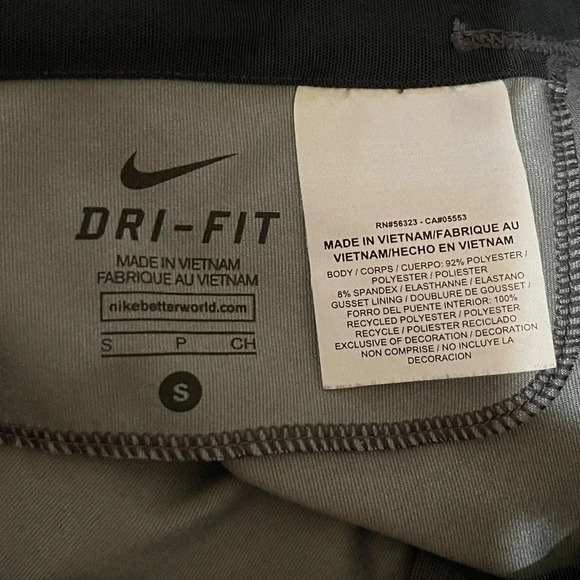 DRI-FIT
MADE IN VIETNAM
FABRIQUE AU VIETNAM
nikebetterworld.com
S P CH
S
RN#56323 - CA#05553
MADE IN VIETNAM/FABRIQUE AU
VIETNAM/HECHO EN VIETNAM
BODY / CORPS / CUERPO: 92% POLYESTER /
POLYESTER / POLIESTER
8% SPANDEX / ELASTHANNE / ELASTANO
GUSSET LINING / DOUBLURE DE GOUSSET /
FORRO DEL PUENTE INTERIOR: 100%
RECYCLED POLYESTER / POLYESTER
RECYCLE / POLIESTER RECICLADO
EXCLUSIVE OF DECORATION / DECORATION
NON COMPRISE / NO INCLUYE LA
DECORACION